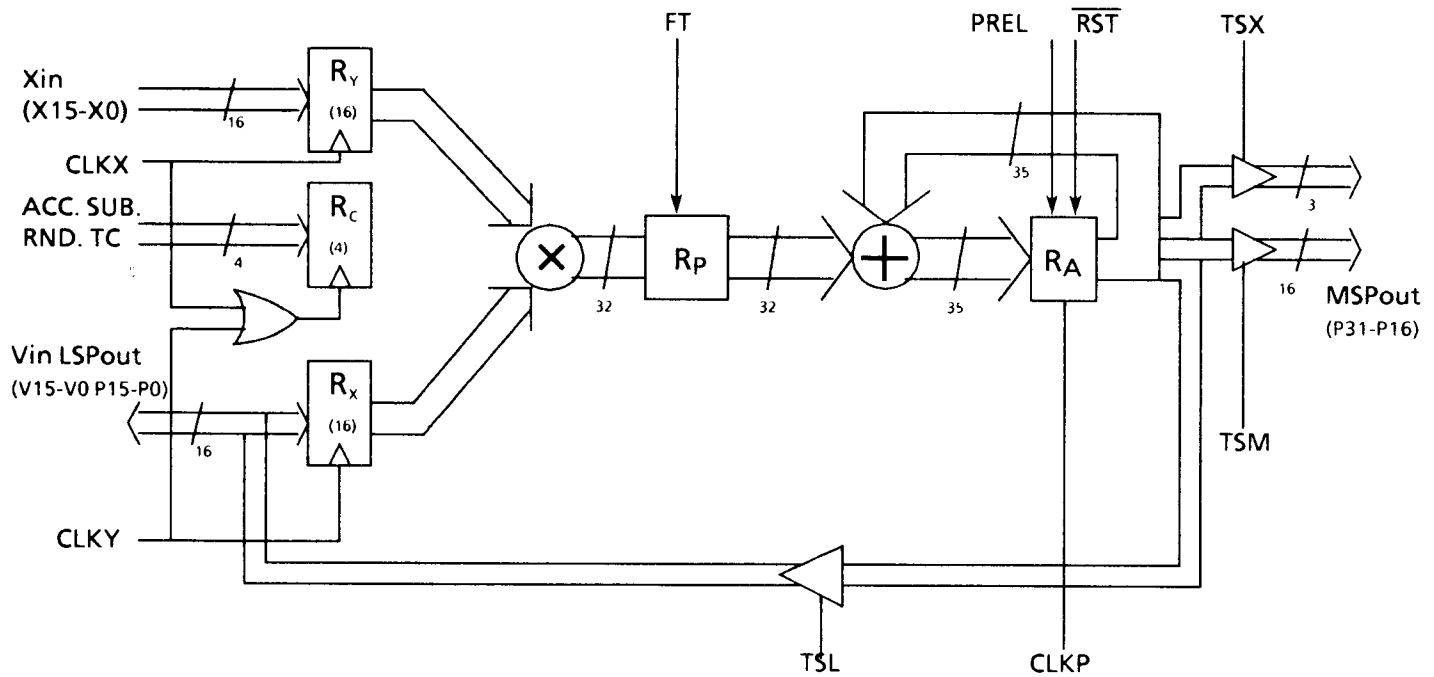 FT
PREL
RST
TSX
Xin
(X15-X0)
16
RY
(16)
35
CLKX
3
ACC. SUB.
RND. TC
4
RC
(4)
×
32
RP
32
+
35
RA
16
MSPout
(P31-P16)
Vin LSPout
(V15-V0 P15-P0)
16
RX
(16)
TSM
CLKY
TSL
CLKP